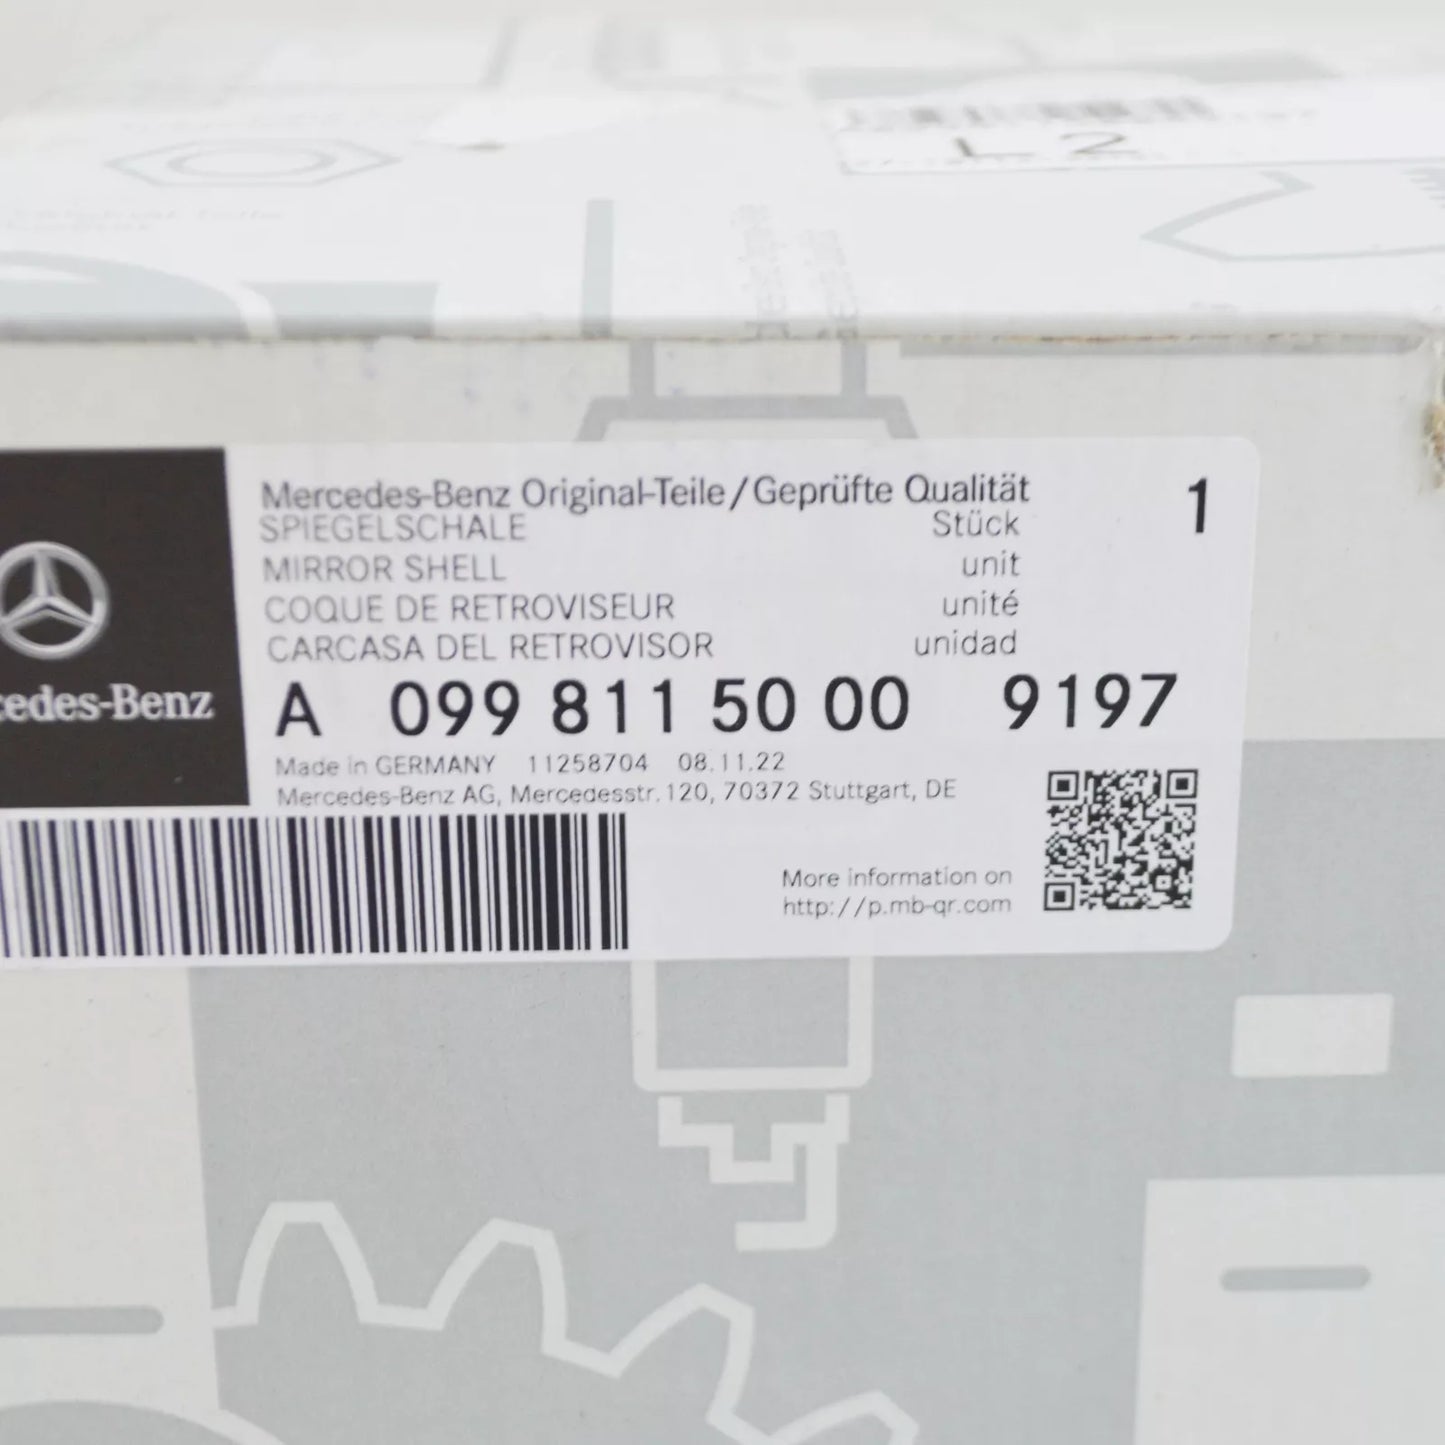 L 2
Mercedes-Benz Original-Teile/Geprüfte Qualität 1
SPIEGELSCHALE Stück
MIRROR SHELL unit
COQUE DE RETROVISEUR unité
CARCASA DEL RETROVISOR unidad
cedes-Benz
A 099 811 50 00 9197
Made in GERMANY 11258704 08.11.22
Mercedes-Benz AG, Mercedesstr. 120, 70372 Stuttgart, DE
More information on
http://p.mb-qr.com